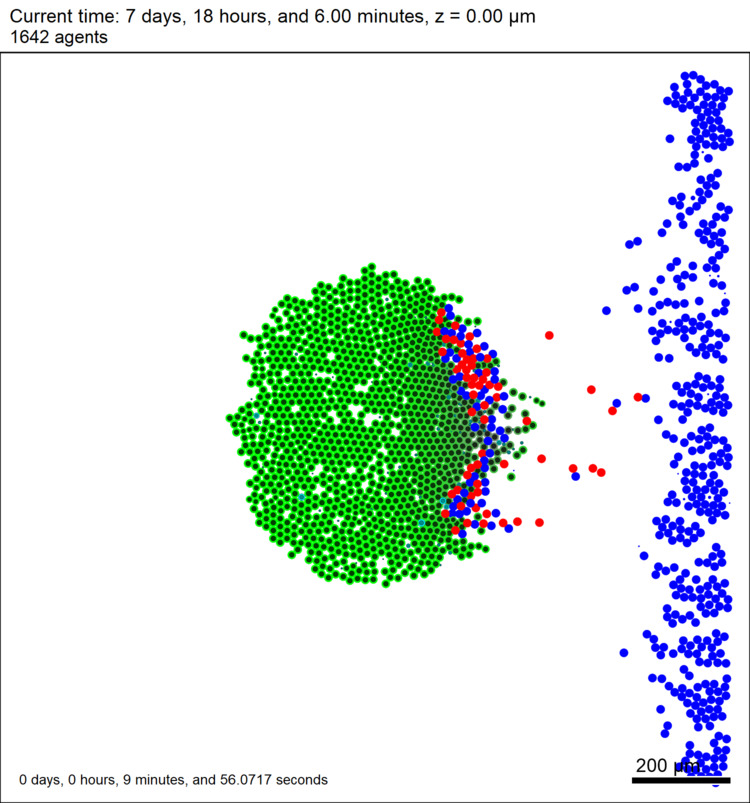 Current time: 7 days, 18 hours, and 6.00 minutes, z = 0.00 μm
1642 agents
200 μm
0 days, 0 hours, 9 minutes, and 56.0717 seconds